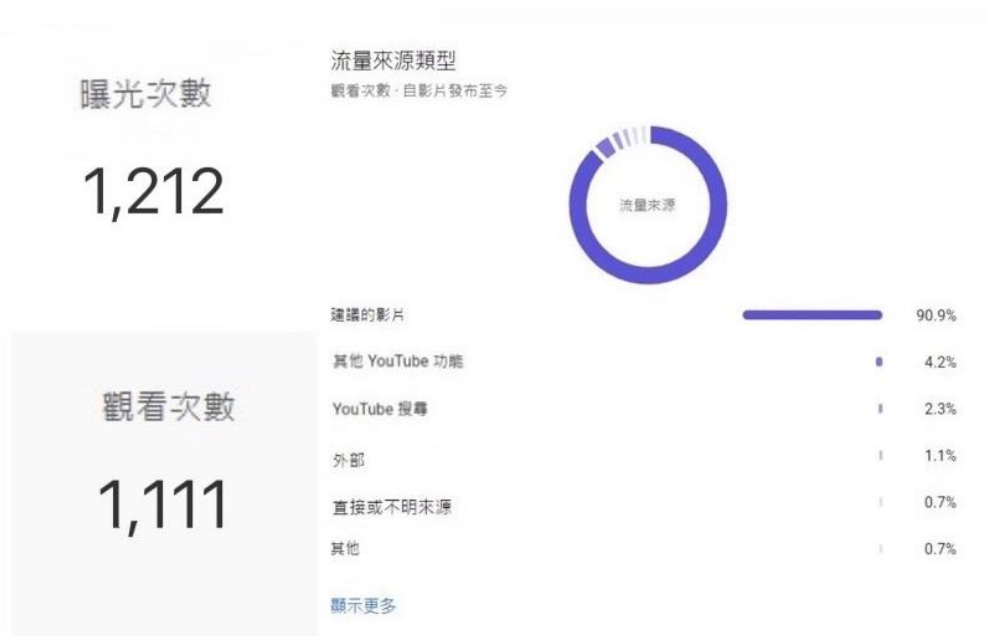 曝光次數
1,212
觀看次數
1,111
流量來源類型
觀看次數 · 自影片發布至今
流量來源
建議的影片 90.9%
其他 YouTube 功能 4.2%
YouTube 搜尋 2.3%
外部 1.1%
直接或不明來源 0.7%
其他 0.7%
顯示更多